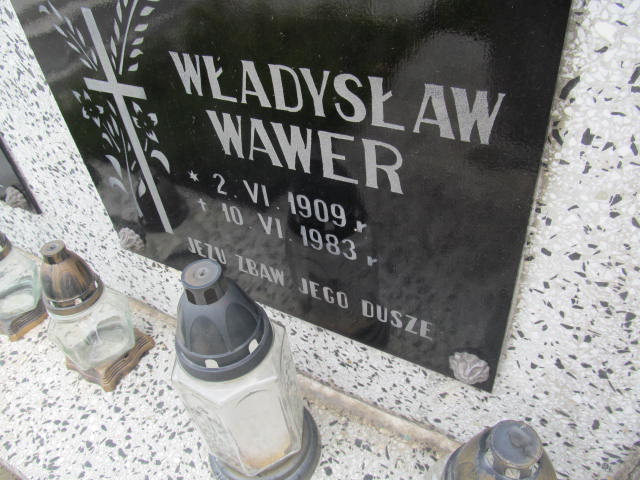 WŁADYSŁAW
WAWER
* 2. VI. 1909 r
† 10. VI. 1983 r
JEZU ZBAW JEGO DUSZE